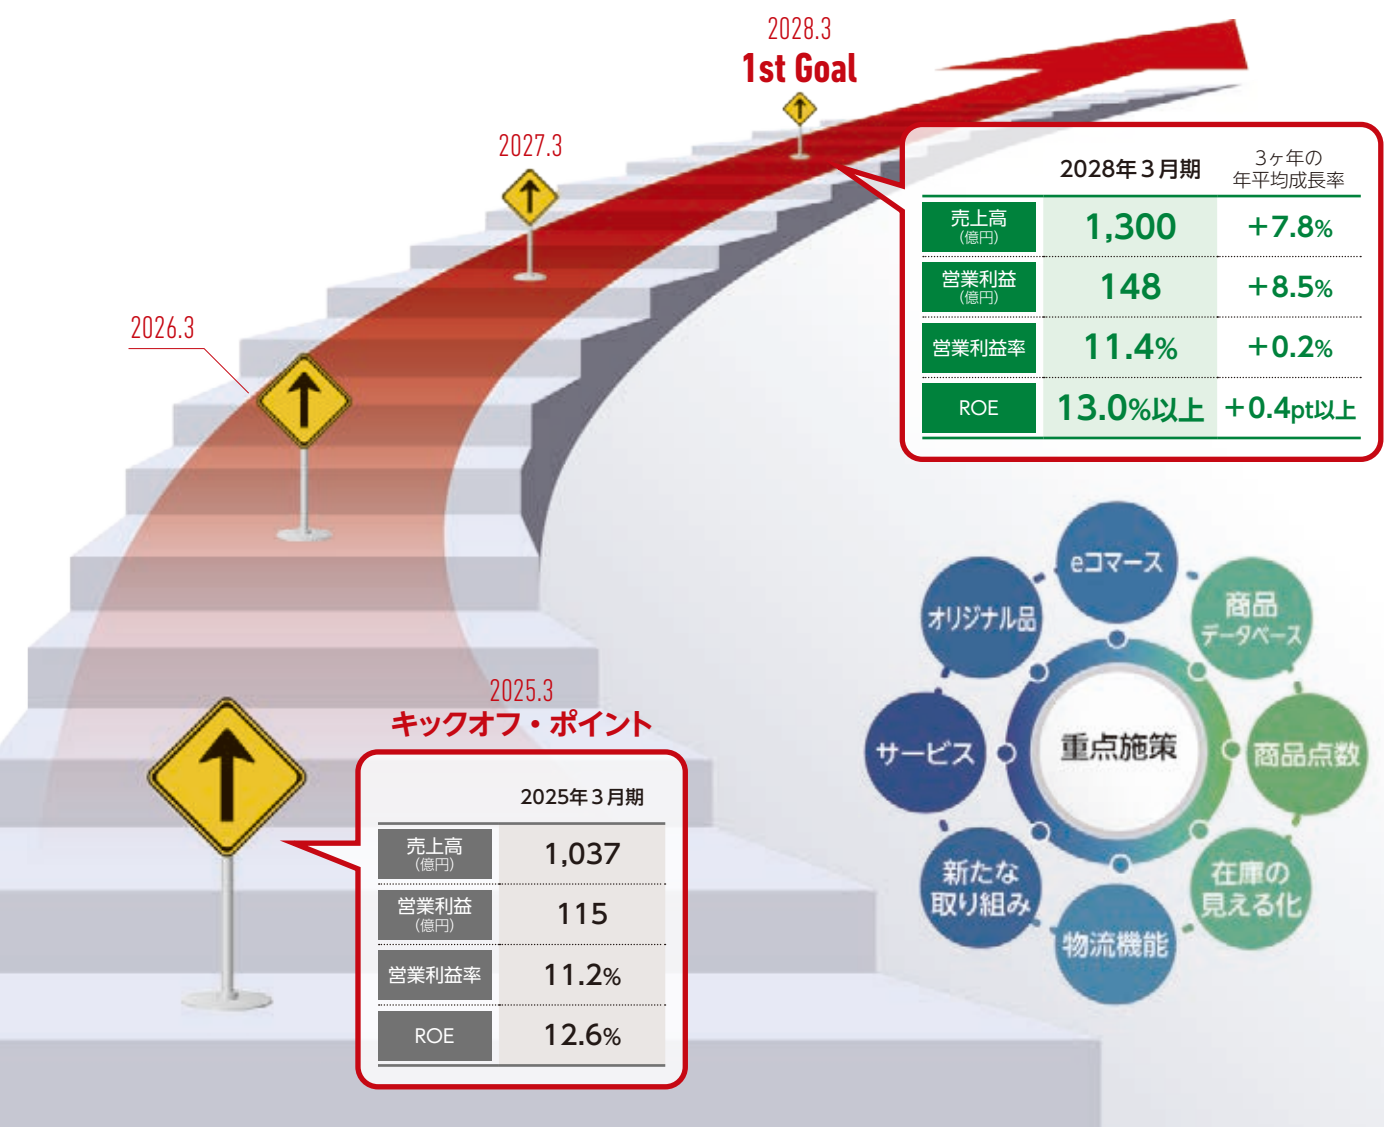 2028.3
1st Goal
2027.3
2026.3
2028年3月期
3ヶ年の
年平均成長率
売上高
(億円)
1,300
+7.8%
営業利益
(億円)
148
+8.5%
営業利益率
11.4%
+0.2%
ROE
13.0%以上
+0.4pt以上
2025.3
キックオフ・ポイント
2025年3月期
売上高
(億円)
1,037
営業利益
(億円)
115
営業利益率
11.2%
ROE
12.6%
重点施策
eコマース
商品
データベース
商品点数
在庫の
見える化
物流機能
新たな
取り組み
サービス
オリジナル品